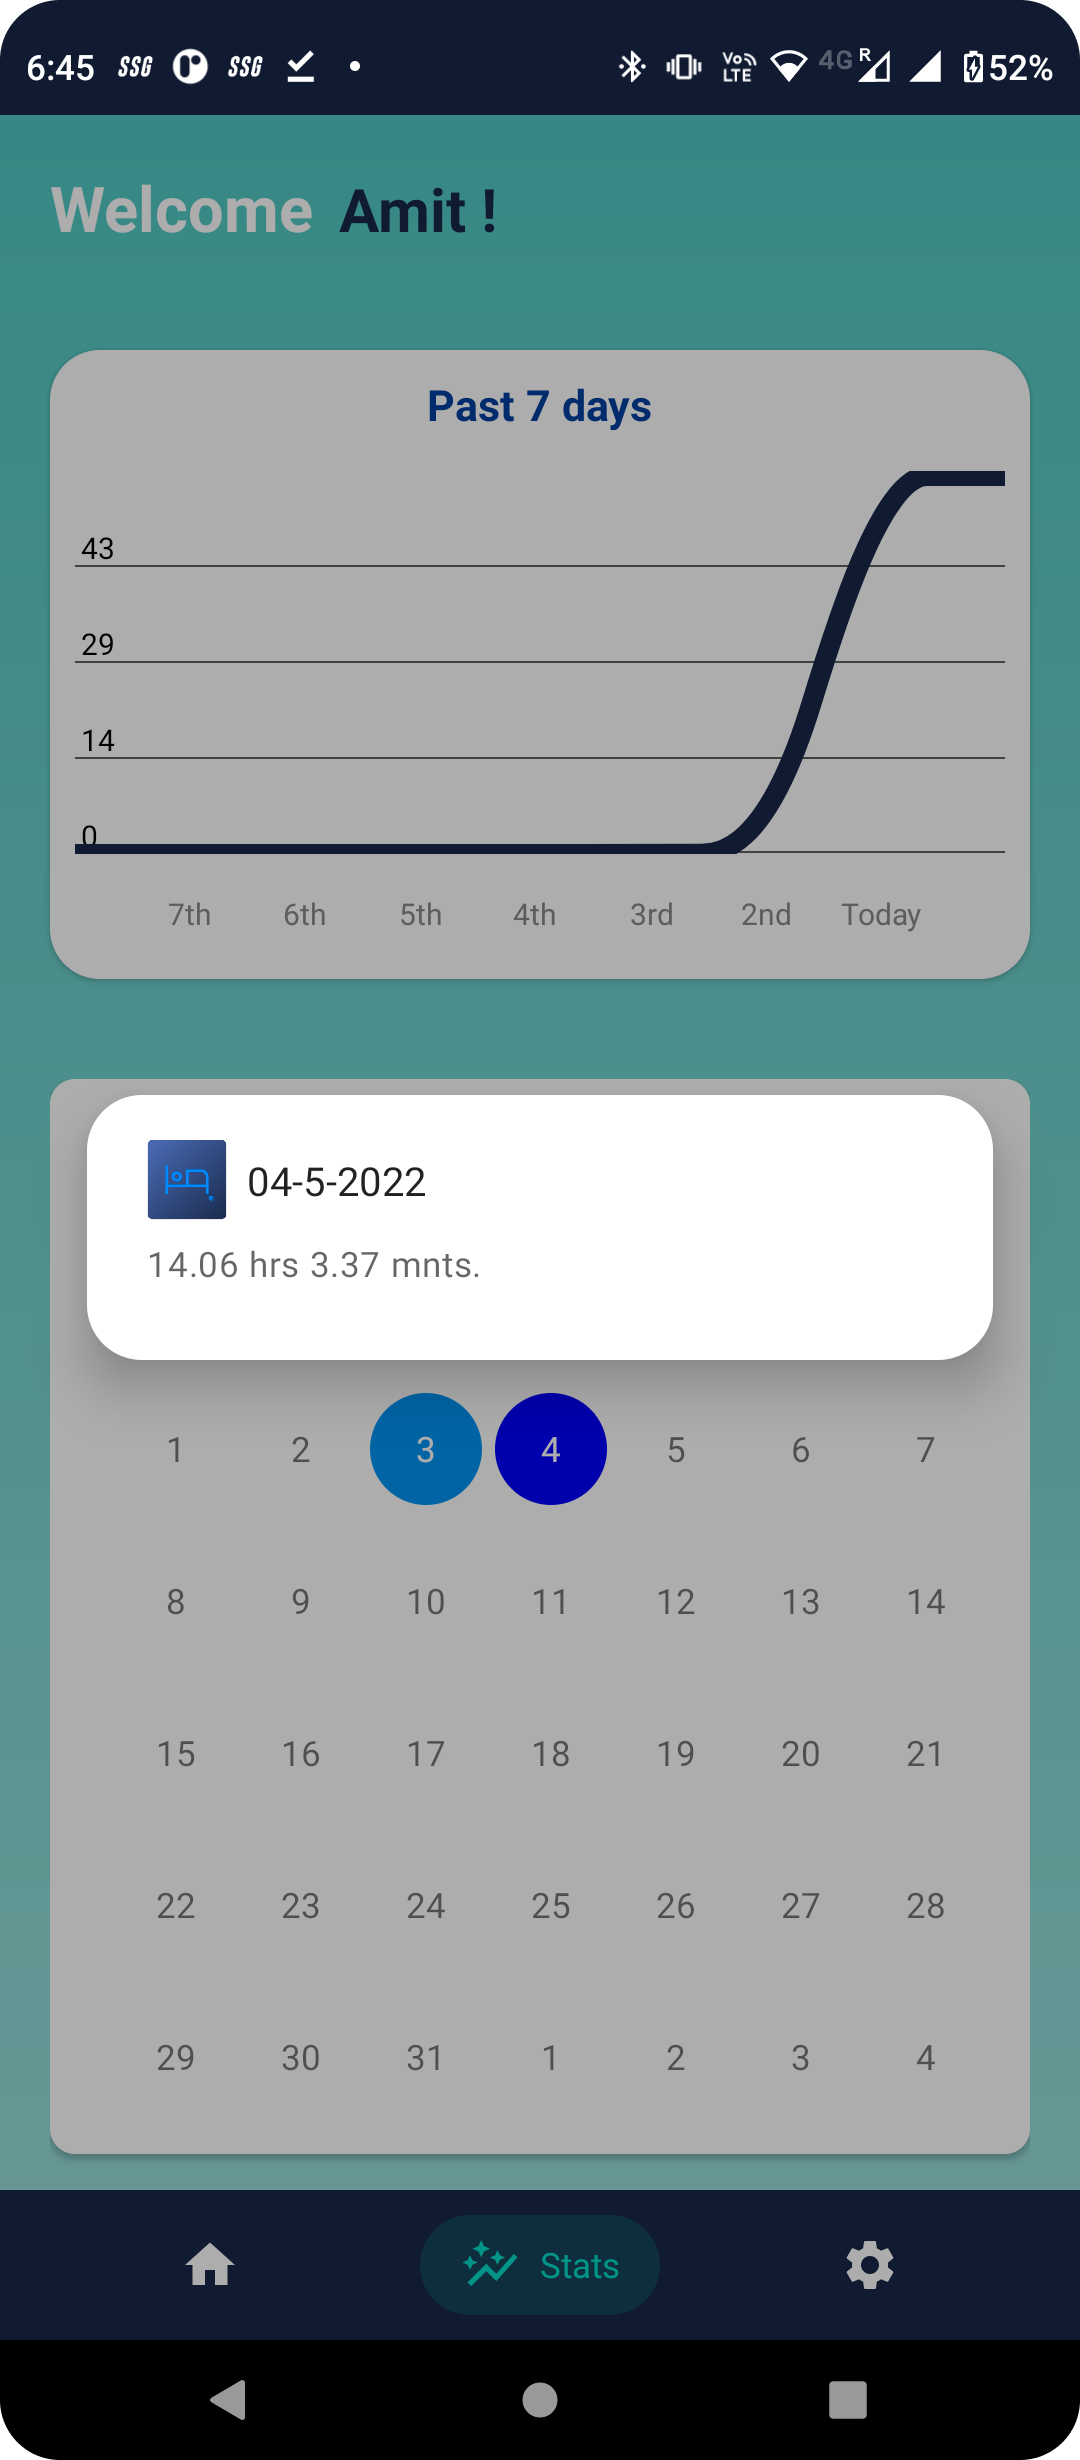 6:45 SSG SSG VoLTE 4G R 52%
Welcome Amit !
Past 7 days
43
29
14
0
7th 6th 5th 4th 3rd 2nd Today
04-5-2022
14.06 hrs 3.37 mnts.
1 2 3 4 5 6 7
8 9 10 11 12 13 14
15 16 17 18 19 20 21
22 23 24 25 26 27 28
29 30 31 1 2 3 4
Stats